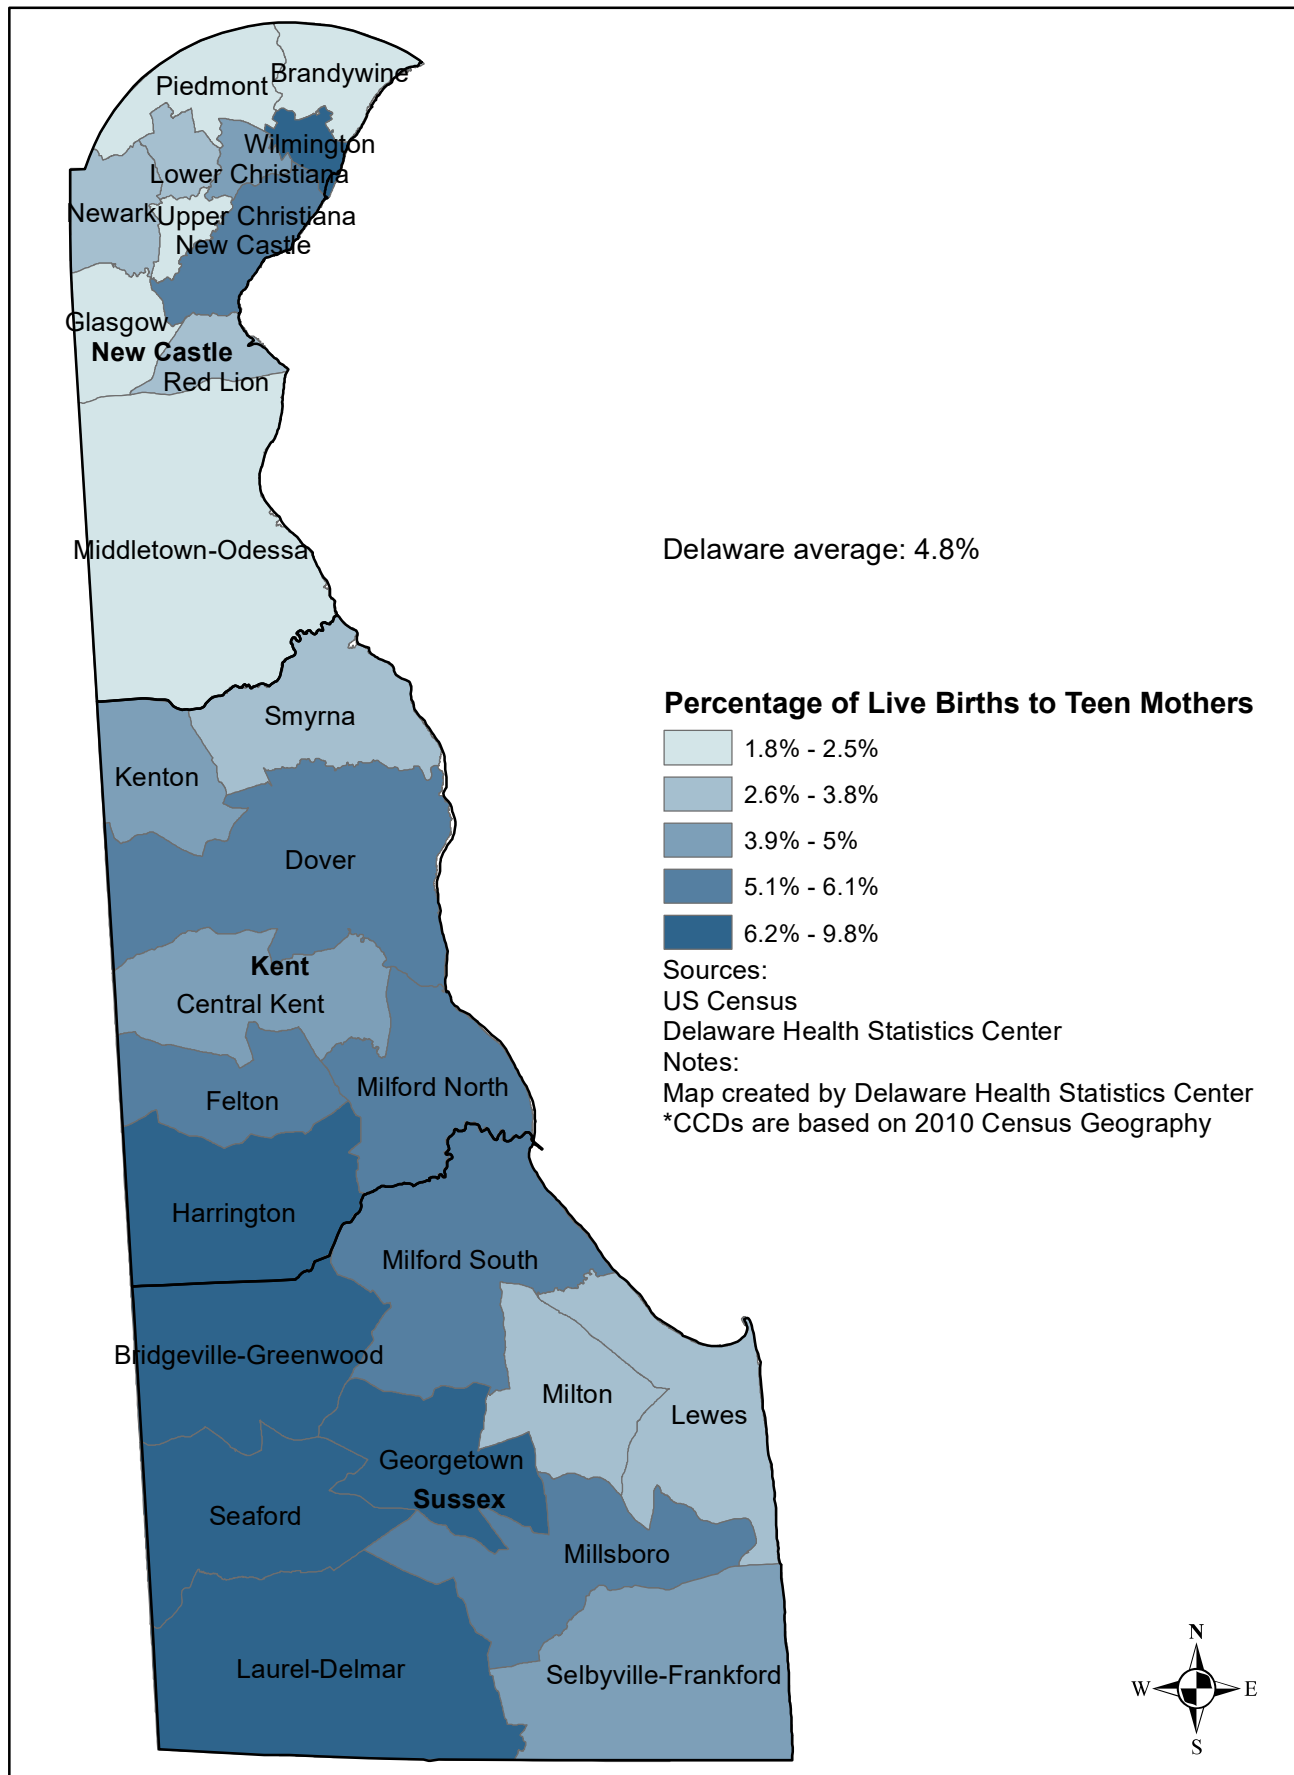 Piedmont
Brandywine
Wilmington
Lower Christiana
Newark
Upper Christiana
New Castle
Glasgow
New Castle
Red Lion
Middletown-Odessa
Delaware average: 4.8%
Percentage of Live Births to Teen Mothers
1.8% - 2.5%
2.6% - 3.8%
3.9% - 5%
5.1% - 6.1%
6.2% - 9.8%
Sources:
US Census
Delaware Health Statistics Center
Notes:
Map created by Delaware Health Statistics Center
*CCDs are based on 2010 Census Geography
Smyrna
Kenton
Dover
Kent
Central Kent
Felton
Milford North
Harrington
Milford South
Bridgeville-Greenwood
Milton
Lewes
Georgetown
Sussex
Seaford
Millsboro
Laurel-Delmar
Selbyville-Frankford
N
W E
S